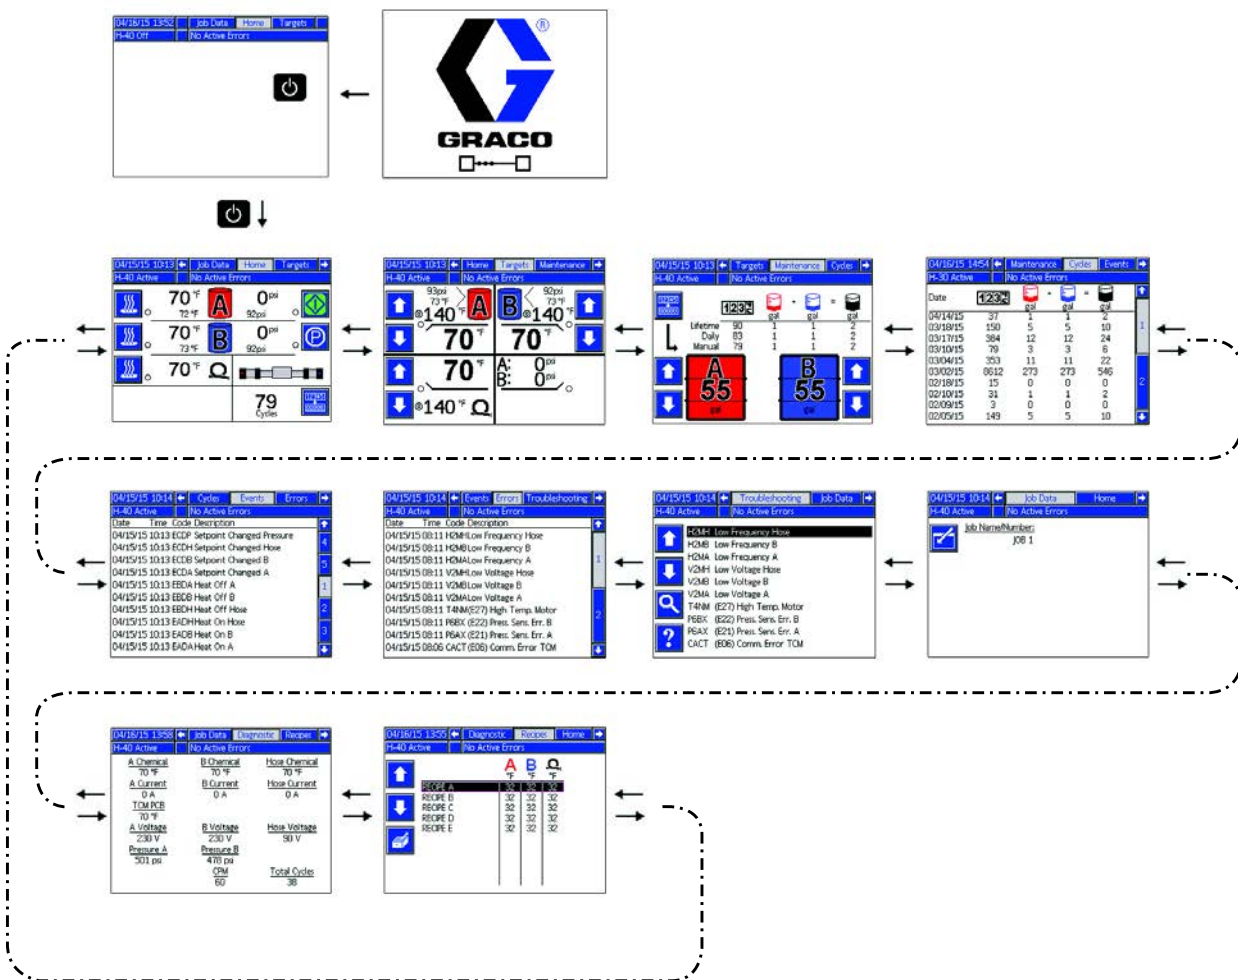 04/16/15 13:52 Job Data Home Targets
H-40 Off No Active Errors
®
GRACO
04/15/15 10:13 Job Data Home Targets
H-40 Active No Active Errors
70 °F A 0 psi
72 °F 92psi
70 °F B 0 psi
73 °F 92psi
70 °F
79
Cycles
04/15/15 10:13 Home Targets Maintenance
H-40 Active No Active Errors
93psi 92psi
73 °F A B 73 °F
140 °F 140 °F
70 °F 70 °F
70 °F A: 0 psi
B: 0 psi
140 °F
04/15/15 10:13 Targets Maintenance Cycles
H-40 Active No Active Errors
gal gal gal
Lifetime 90 1 1 2
Daily 83 1 1 2
Manual 79 1 1 2
A B
55 55
gal gal
04/16/15 14:54 Maintenance Cycles Events
H-30 Active No Active Errors
Date gal gal gal
04/14/15 37 1 1 2
03/18/15 150 5 5 10
03/17/15 384 12 12 24
03/10/15 79 3 3 6
03/04/15 353 11 11 22
03/02/15 8612 273 273 546
02/18/15 15 0 0 0
02/10/15 31 1 1 2
02/09/15 3 0 0 0
02/05/15 149 5 5 10
1
2
04/15/15 10:14 Cycles Events Errors
H-40 Active No Active Errors
Date Time Code Description
04/15/15 10:13 ECDP Setpoint Changed Pressure
04/15/15 10:13 ECDH Setpoint Changed Hose
04/15/15 10:13 ECDB Setpoint Changed B
04/15/15 10:13 ECDA Setpoint Changed A
04/15/15 10:13 EBDA Heat Off A
04/15/15 10:13 EBDB Heat Off B
04/15/15 10:13 EBDH Heat Off Hose
04/15/15 10:13 EADH Heat On Hose
04/15/15 10:13 EADB Heat On B
04/15/15 10:13 EADA Heat On A
4
5
1
2
3
04/15/15 10:14 Events Errors Troubleshooting
H-40 Active No Active Errors
Date Time Code Description
04/15/15 08:11 H2MH Low Frequency Hose
04/15/15 08:11 H2MB Low Frequency B
04/15/15 08:11 H2MA Low Frequency A
04/15/15 08:11 V2MH Low Voltage Hose
04/15/15 08:11 V2MB Low Voltage B
04/15/15 08:11 V2MA Low Voltage A
04/15/15 08:11 T4NM (E27) High Temp. Motor
04/15/15 08:11 P6BX (E22) Press. Sens. Err. B
04/15/15 08:11 P6AX (E21) Press. Sens. Err. A
04/15/15 08:06 CACT (E06) Comm. Error TCM
1
2
04/15/15 10:14 Troubleshooting Job Data
H-40 Active No Active Errors
H2MH Low Frequency Hose
H2MB Low Frequency B
H2MA Low Frequency A
V2MH Low Voltage Hose
V2MB Low Voltage B
V2MA Low Voltage A
T4NM (E27) High Temp. Motor
P6BX (E22) Press. Sens. Err. B
P6AX (E21) Press. Sens. Err. A
CACT (E06) Comm. Error TCM
?
04/15/15 10:14 Job Data Home
H-40 Active No Active Errors
Job Name/Number:
JOB 1
04/16/15 13:58 Job Data Diagnostic Recipes
H-40 Active No Active Errors
A Chemical B Chemical Hose Chemical
70 °F 70 °F 70 °F
A Current B Current Hose Current
0 A 0 A 0 A
TCM PCB
70 °F
A Voltage B Voltage Hose Voltage
230 V 230 V 90 V
Pressure A Pressure B
501 psi 478 psi
CPM Total Cycles
60 38
04/16/15 13:55 Diagnostic Recipes Home
H-40 Active No Active Errors
A B
°F °F °F
RECIPE A 32 32 32
RECIPE B 32 32 32
RECIPE C 32 32 32
RECIPE D 32 32 32
RECIPE E 32 32 32